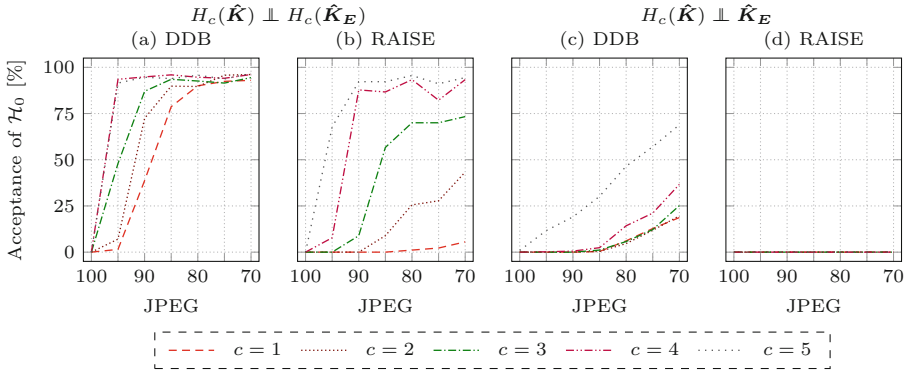 H_c(K̂) ⫫ H_c(K̂_E) H_c(K̂) ⫫ K̂_E
(a) DDB (b) RAISE (c) DDB (d) RAISE
Acceptance of ℋ₀ [%]
100
75
50
25
0
100 90 80 70 100 90 80 70 100 90 80 70 100 90 80 70
JPEG JPEG JPEG JPEG
c = 1 c = 2 c = 3 c = 4 c = 5